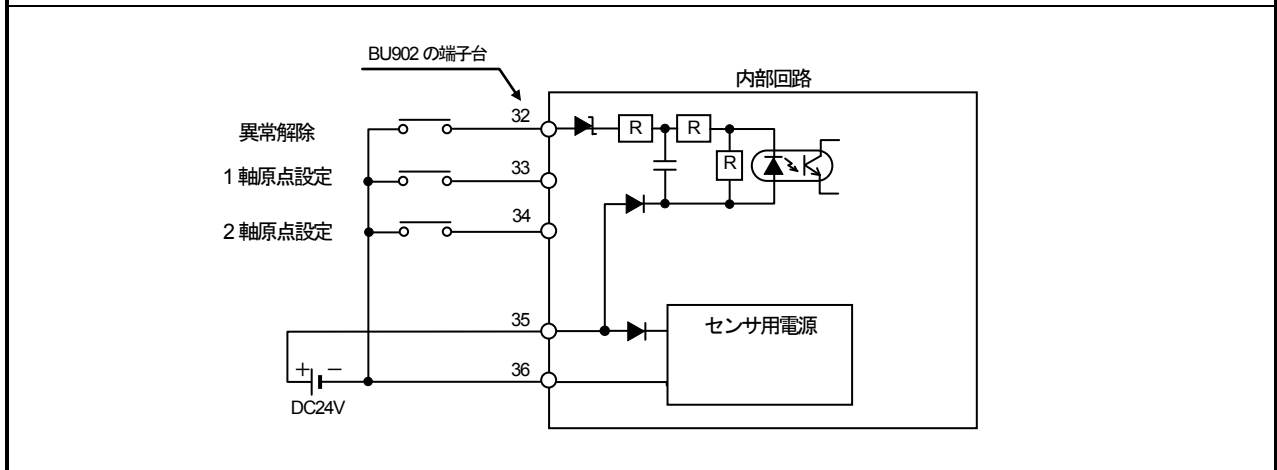 BU902 の端子台
内部回路
異常解除
32
R
R
1 軸原点設定
33
R
2 軸原点設定
34
35
センサ用電源
36
＋ －
DC24V